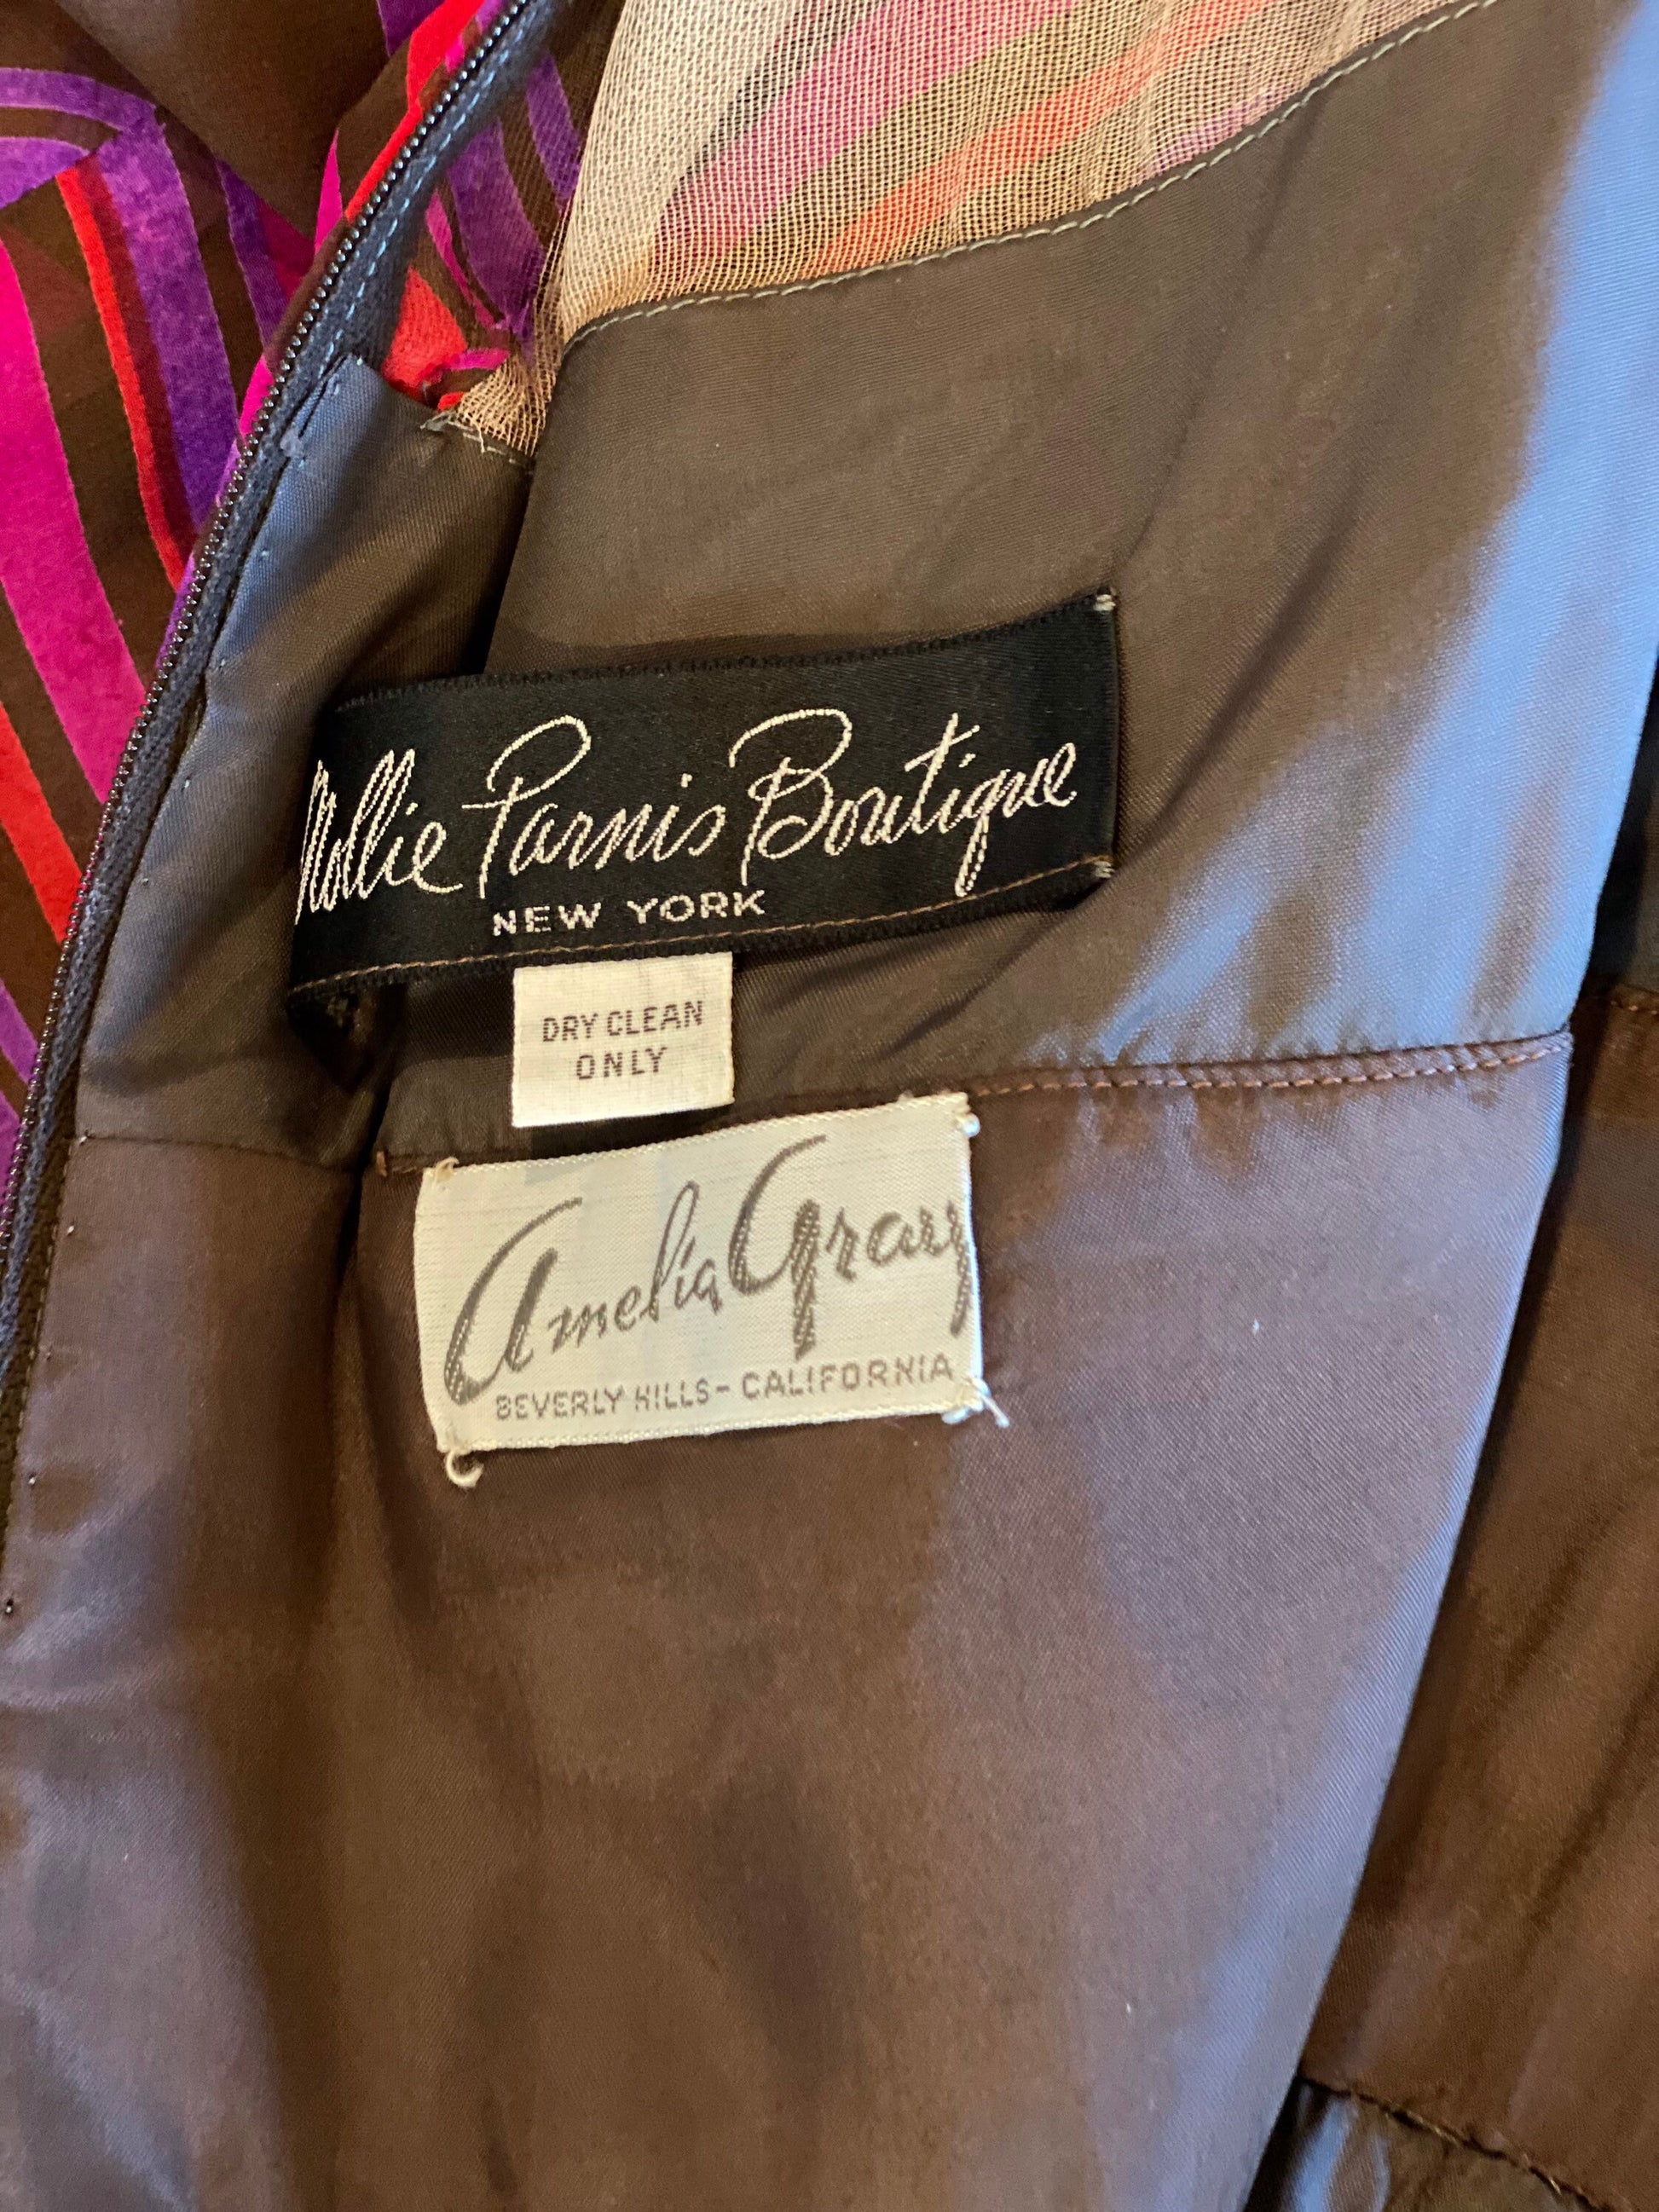 Mollie Parnis Boutique
NEW YORK
DRY CLEAN
ONLY
Amelia Gray
BEVERLY HILLS - CALIFORNIA